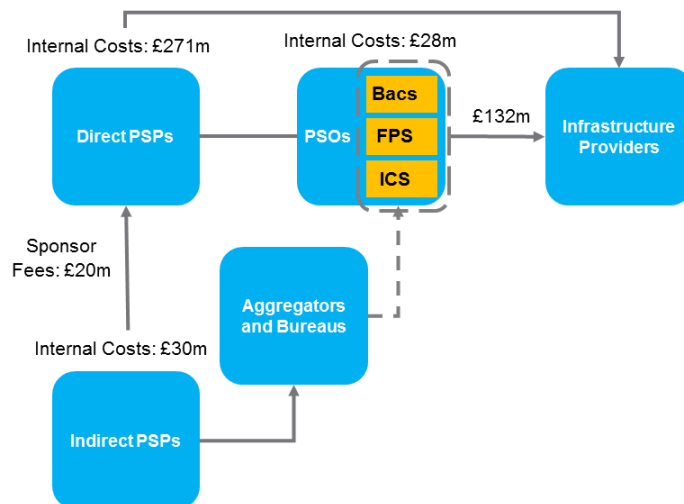 Internal Costs: £271m
Internal Costs: £28m
Direct PSPs
PSOs
Bacs
FPS
ICS
£132m
Infrastructure
Providers
Sponsor
Fees: £20m
Aggregators
and Bureaus
Internal Costs: £30m
Indirect PSPs